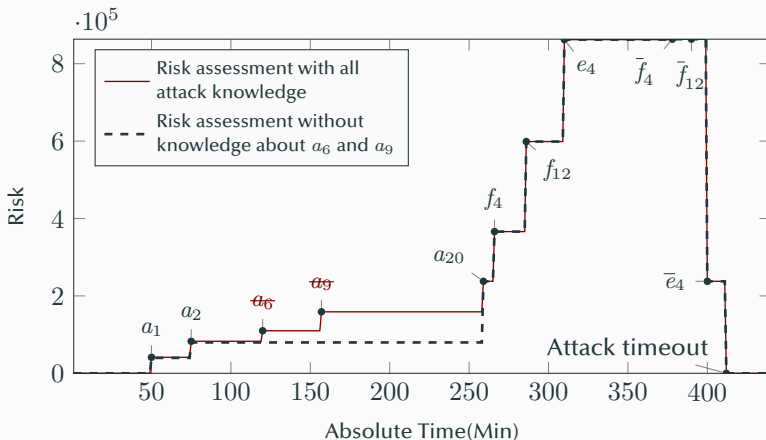 ·10⁵
8
6
4
2
0
Risk
Risk assessment with all
attack knowledge
Risk assessment without
knowledge about a₆ and a₉
a₁
a₂
a₆
a₉
a₂₀
f₄
f₁₂
e₄
f̄₄
f̄₁₂
ē₄
Attack timeout
50 100 150 200 250 300 350 400
Absolute Time(Min)